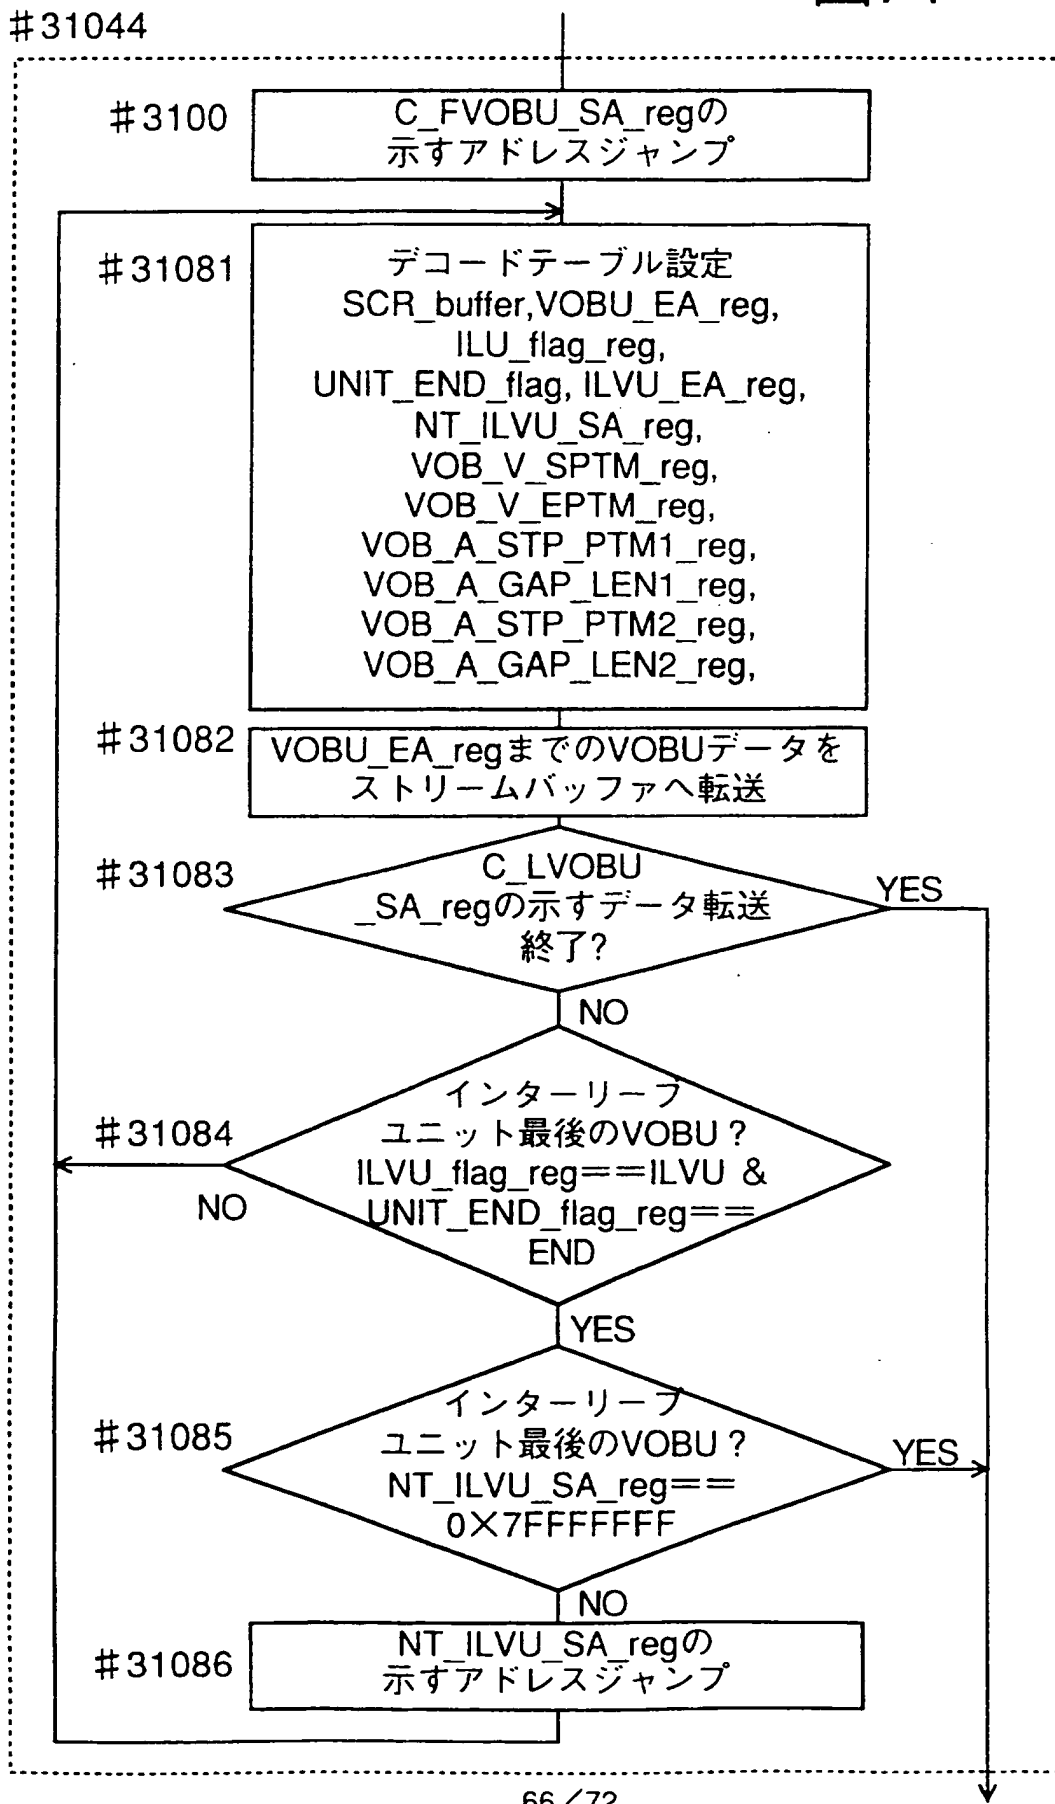 #31044
#3100
C_FVOBU_SA_regの
示すアドレスジャンプ
#31081
デコードテーブル設定
SCR_buffer,VOBU_EA_reg,
ILU_flag_reg,
UNIT_END_flag, ILVU_EA_reg,
NT_ILVU_SA_reg,
VOB_V_SPTM_reg,
VOB_V_EPTM_reg,
VOB_A_STP_PTM1_reg,
VOB_A_GAP_LEN1_reg,
VOB_A_STP_PTM2_reg,
VOB_A_GAP_LEN2_reg,
#31082
VOBU_EA_regまでのVOBUデータを
ストリームバッファへ転送
#31083
C_LVOBU
_SA_regの示すデータ転送
終了?
YES
NO
#31084
インターリーブ
ユニット最後のVOBU?
ILVU_flag_reg==ILVU &
UNIT_END_flag_reg==
END
NO
YES
#31085
インターリーブ
ユニット最後のVOBU?
NT_ILVU_SA_reg==
0×7FFFFFFF
YES
NO
#31086
NT_ILVU_SA_regの
示すアドレスジャンプ
66/72